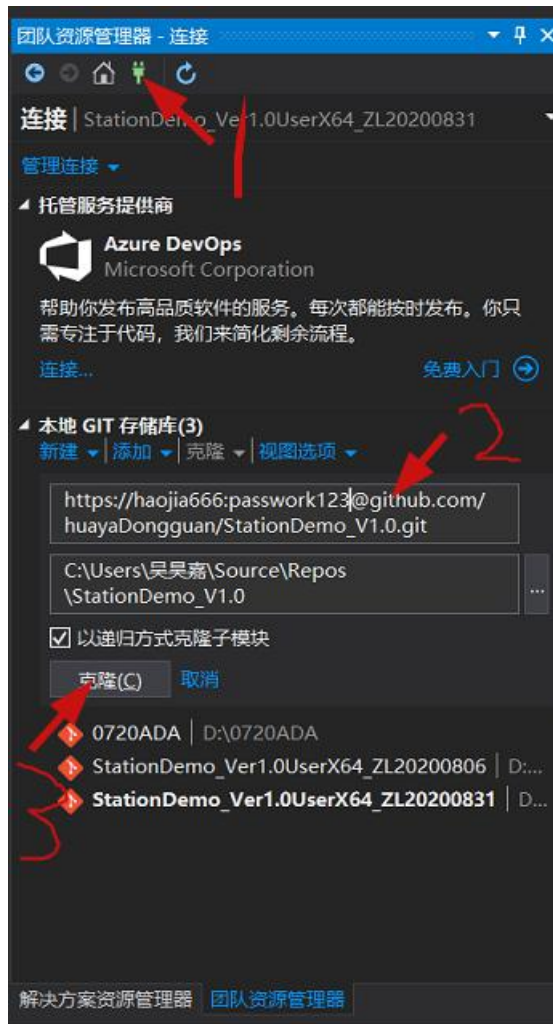 团队资源管理器 - 连接
连接 | StationDemo_Ver1.0UserX64_ZL20200831
管理连接
托管服务提供商
Azure DevOps
Microsoft Corporation
帮助你发布高品质软件的服务。每次都能按时发布。你只
需专注于代码，我们来简化剩余流程。
连接... 免费入门
本地 GIT 存储库(3)
新建 | 添加 | 克隆 | 视图选项
2
https://haojia666:passwork123@github.com/
huayaDongguan/StationDemo_V1.0.git
C:\Users\吴昊嘉\Source\Repos
\StationDemo_V1.0
...
以递归方式克隆子模块
克隆(C) 取消
3
0720ADA | D:\0720ADA
StationDemo_Ver1.0UserX64_ZL20200806 | D:...
StationDemo_Ver1.0UserX64_ZL20200831 | D...
解决方案资源管理器 团队资源管理器